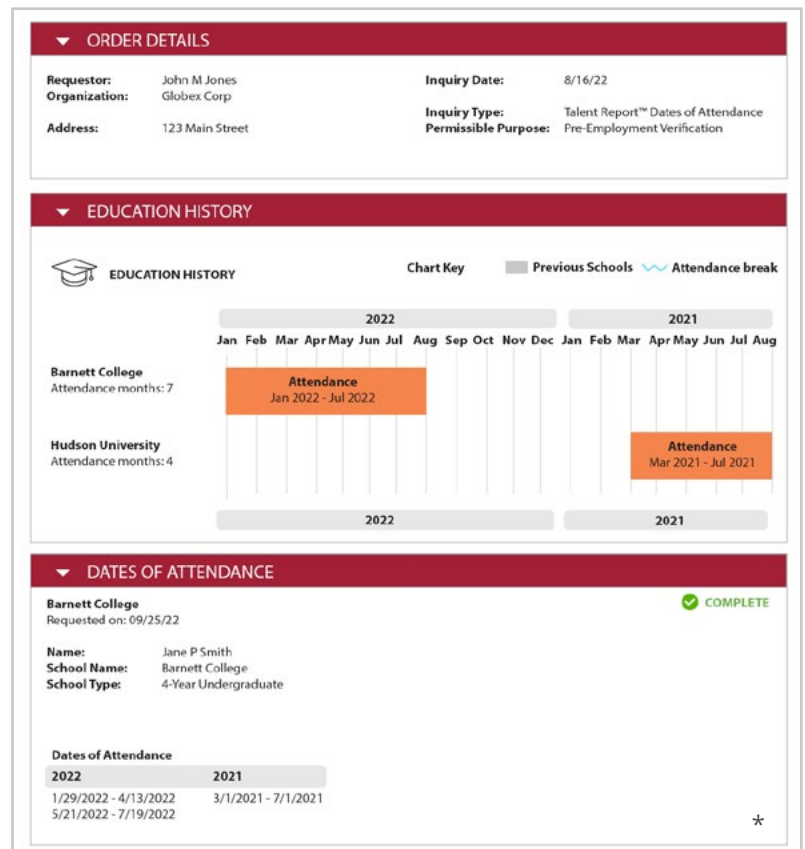 ORDER DETAILS
Requestor: John M Jones Inquiry Date: 8/16/22
Organization: Globex Corp
Inquiry Type: Talent Report™ Dates of Attendance
Address: 123 Main Street Permissible Purpose: Pre-Employment Verification
EDUCATION HISTORY
EDUCATION HISTORY Chart Key Previous Schools Attendance break
2022 2021
Jan Feb Mar Apr May Jun Jul Aug Sep Oct Nov Dec Jan Feb Mar Apr May Jun Jul Aug
Barnett College
Attendance months: 7
Attendance
Jan 2022 - Jul 2022
Hudson University
Attendance months: 4
Attendance
Mar 2021 - Jul 2021
2022 2021
DATES OF ATTENDANCE
Barnett College COMPLETE
Requested on: 09/25/22
Name: Jane P Smith
School Name: Barnett College
School Type: 4-Year Undergraduate
Dates of Attendance
2022 2021
1/29/2022 - 4/13/2022 3/1/2021 - 7/1/2021
5/21/2022 - 7/19/2022
*